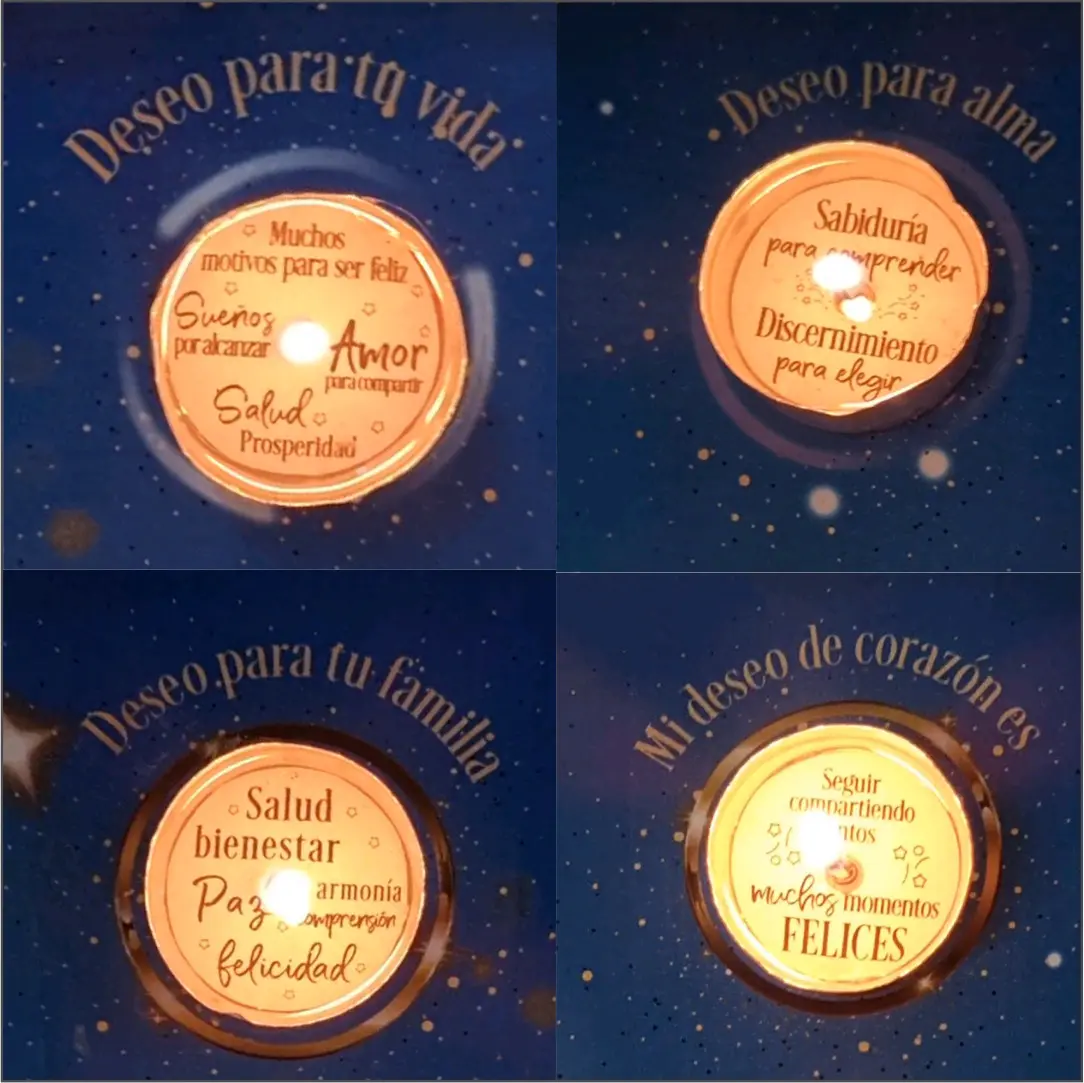 Deseo para tu vida
Muchos
motivos para ser feliz
Sueños
por alcanzar
Amor
para compartir
Salud
Prosperidad
Deseo para alma
Sabiduría
para comprender
Discernimiento
para elegir
Deseo para tu familia
Salud
bienestar
Paz armonía
comprensión
felicidad
Mi deseo de corazón es
Seguir
compartiendo
muchos momentos
FELICES